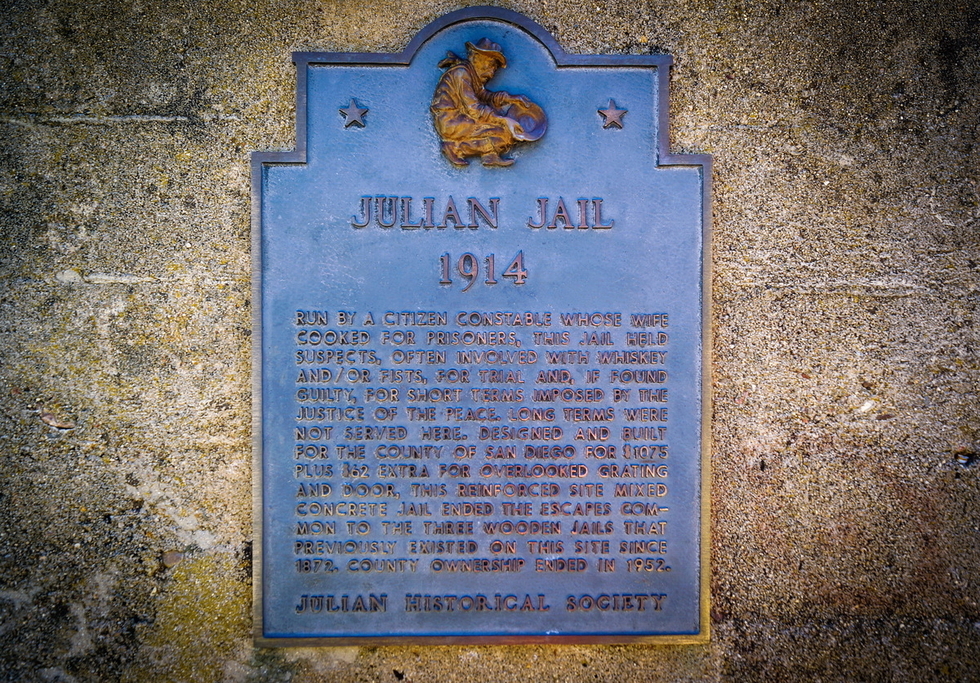 JULIAN JAIL
1914
RUN BY A CITIZEN CONSTABLE WHOSE WIFE
COOKED FOR PRISONERS, THIS JAIL HELD
SUSPECTS, OFTEN INVOLVED WITH WHISKEY
AND/OR FISTS, FOR TRIAL AND, IF FOUND
GUILTY, FOR SHORT TERMS IMPOSED BY THE
JUSTICE OF THE PEACE. LONG TERMS WERE
NOT SERVED HERE. DESIGNED AND BUILT
FOR THE COUNTY OF SAN DIEGO FOR $1075
PLUS $62 EXTRA FOR OVERLOOKED GRATING
AND DOOR, THIS REINFORCED SITE MIXED
CONCRETE JAIL ENDED THE ESCAPES COM-
MON TO THE THREE WOODEN JAILS THAT
PREVIOUSLY EXISTED ON THIS SITE SINCE
1872. COUNTY OWNERSHIP ENDED IN 1952.
JULIAN HISTORICAL SOCIETY